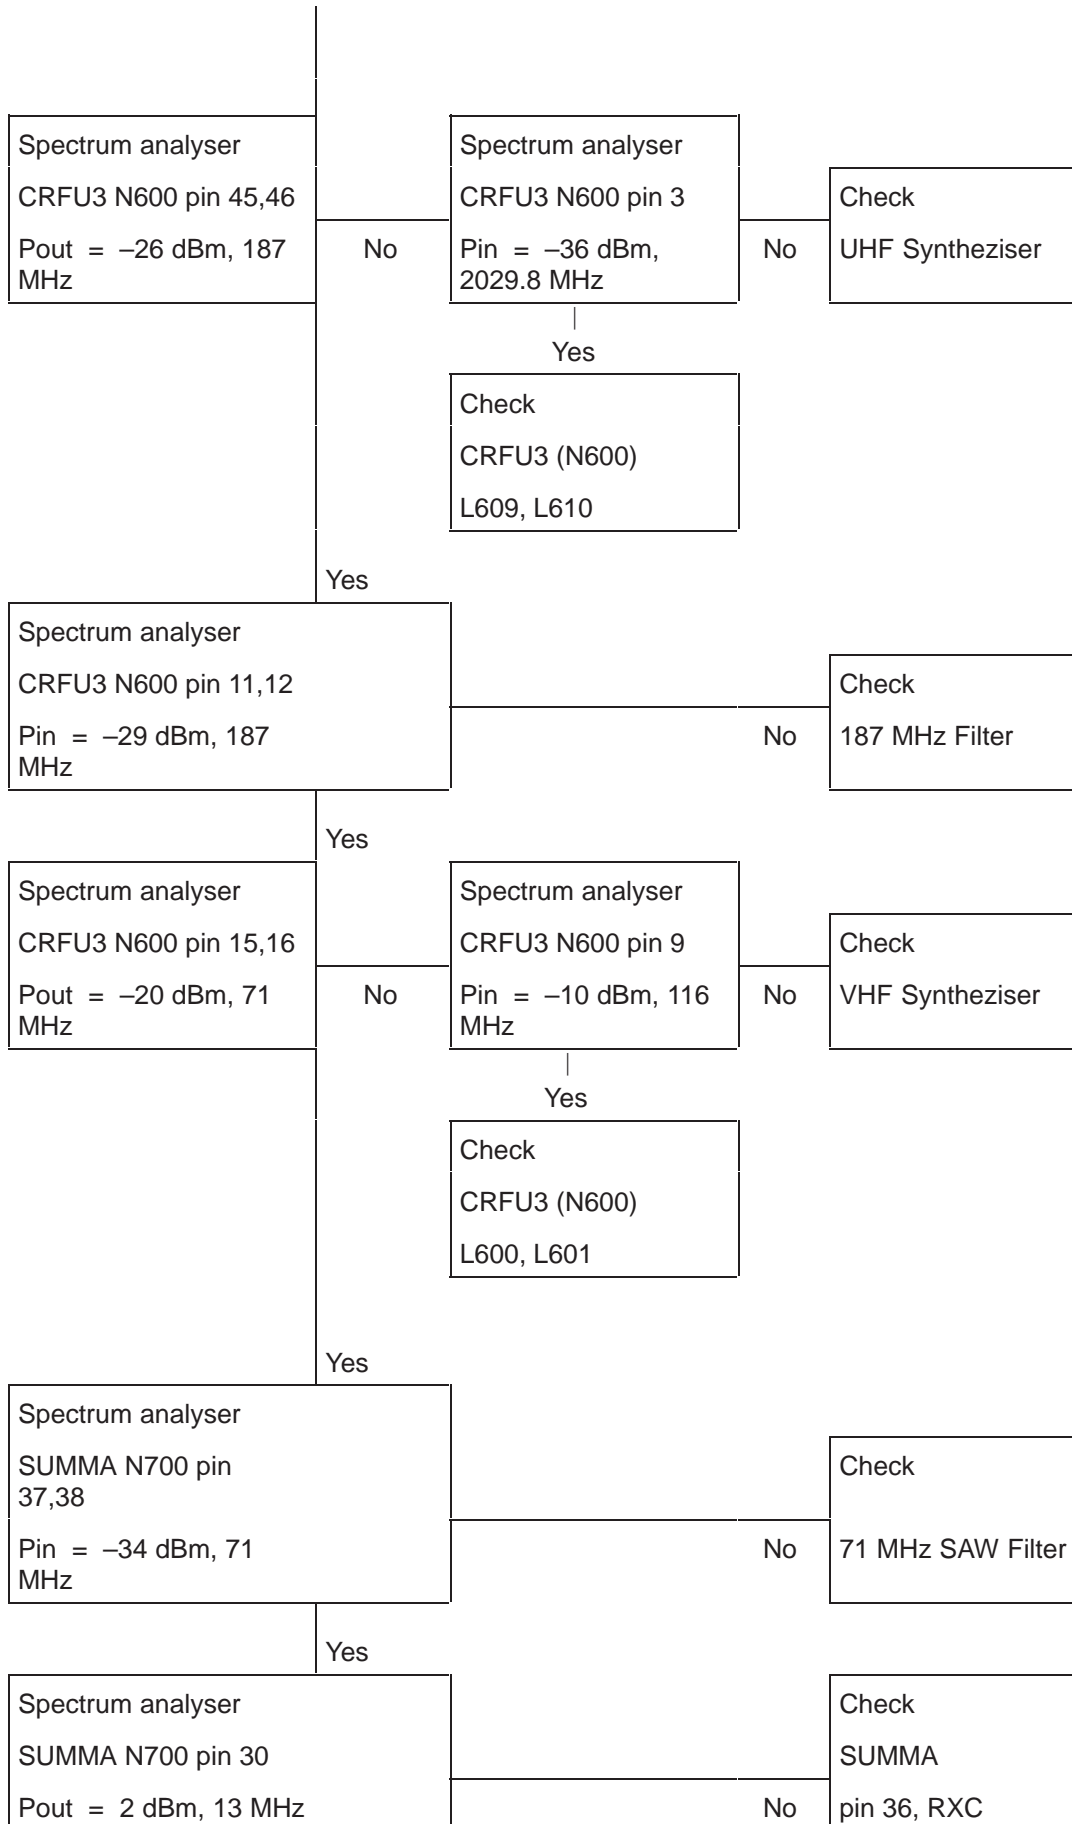 Spectrum analyser
CRFU3 N600 pin 45,46
Pout = –26 dBm, 187
MHz
No
Spectrum analyser
CRFU3 N600 pin 3
Pin = –36 dBm,
2029.8 MHz
No
Check
UHF Syntheziser
Yes
Check
CRFU3 (N600)
L609, L610
Yes
Spectrum analyser
CRFU3 N600 pin 11,12
Pin = –29 dBm, 187
MHz
No
Check
187 MHz Filter
Yes
Spectrum analyser
CRFU3 N600 pin 15,16
Pout = –20 dBm, 71
MHz
No
Spectrum analyser
CRFU3 N600 pin 9
Pin = –10 dBm, 116
MHz
No
Check
VHF Syntheziser
Yes
Check
CRFU3 (N600)
L600, L601
Yes
Spectrum analyser
SUMMA N700 pin
37,38
Pin = –34 dBm, 71
MHz
No
Check
71 MHz SAW Filter
Yes
Spectrum analyser
SUMMA N700 pin 30
Pout = 2 dBm, 13 MHz
No
Check
SUMMA
pin 36, RXC